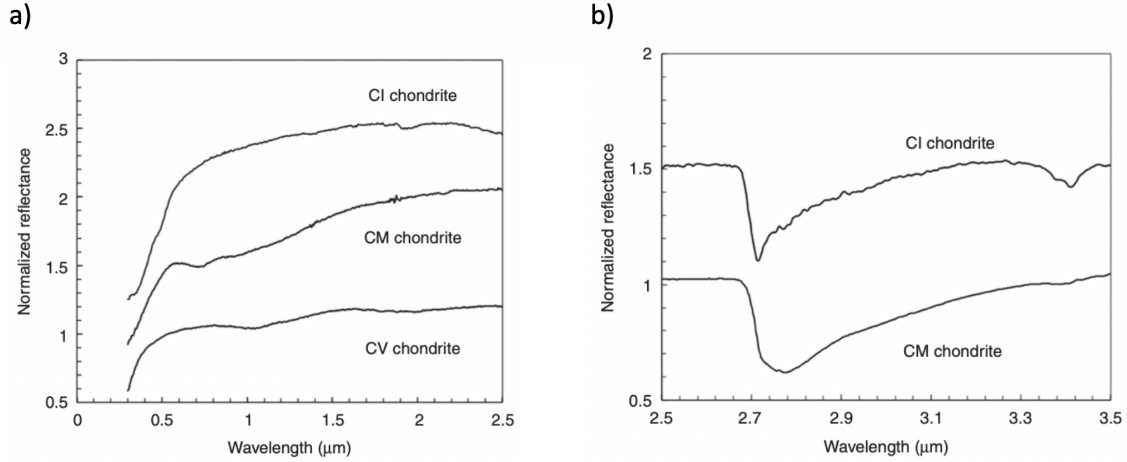 a)
3
2.5
2
1.5
1
0.5
Normalized reflectance
CI chondrite
CM chondrite
CV chondrite
0 0.5 1 1.5 2 2.5
Wavelength (μm)
b)
2
1.5
1
0.5
Normalized reflectance
CI chondrite
CM chondrite
2.5 2.7 2.9 3.1 3.3 3.5
Wavelength (μm)